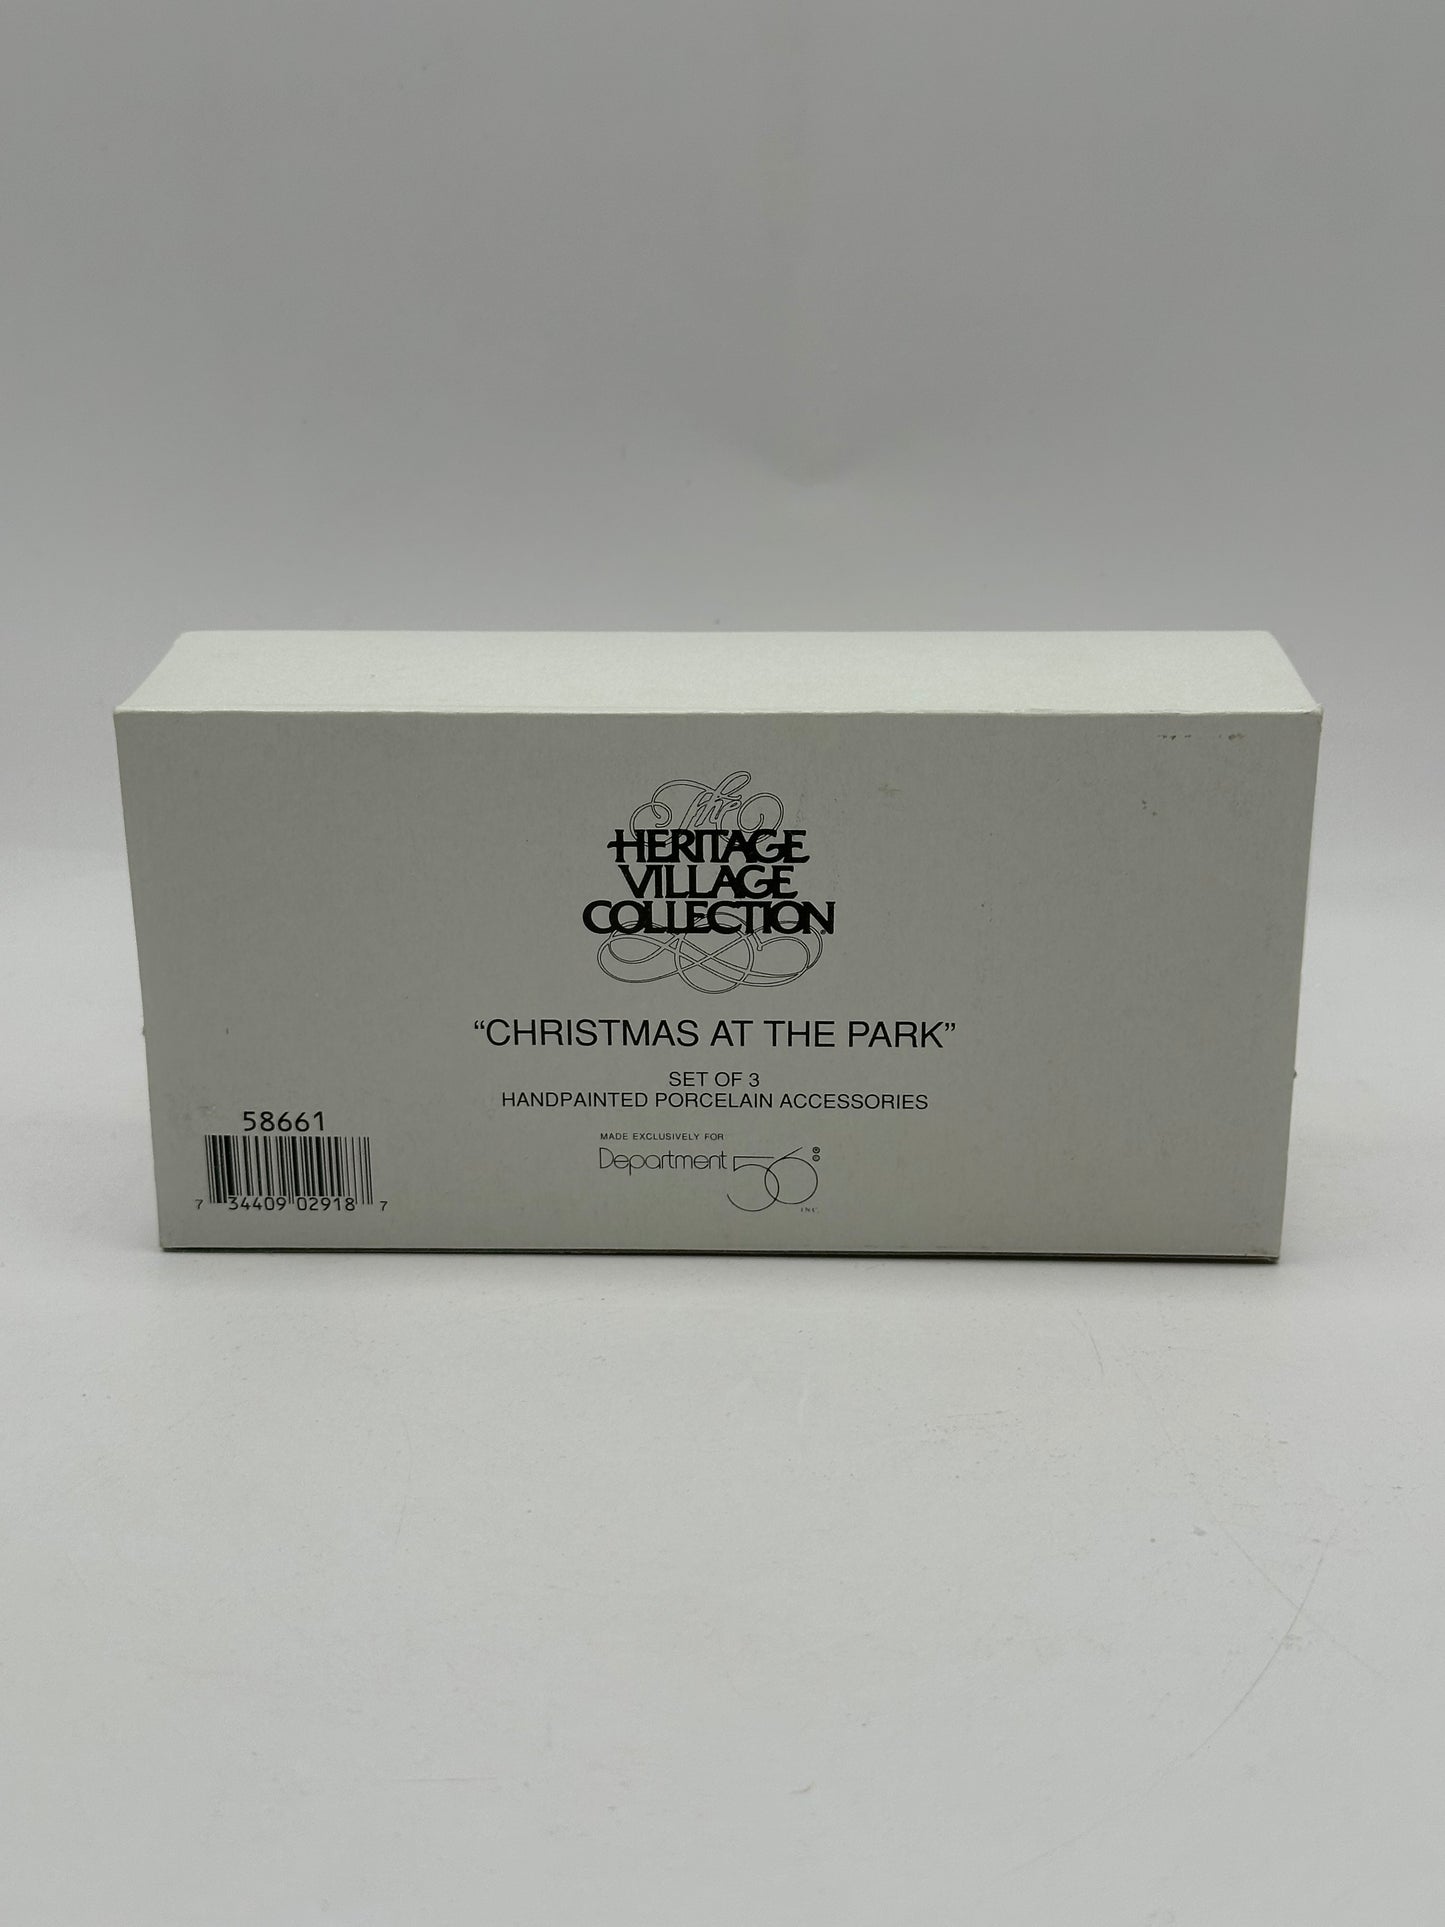 The
HERITAGE
VILLAGE
COLLECTION
“CHRISTMAS AT THE PARK”
SET OF 3
HANDPAINTED PORCELAIN ACCESSORIES
MADE EXCLUSIVELY FOR
Department 56 ® ©
INC.
58661
7 34409 02918 7